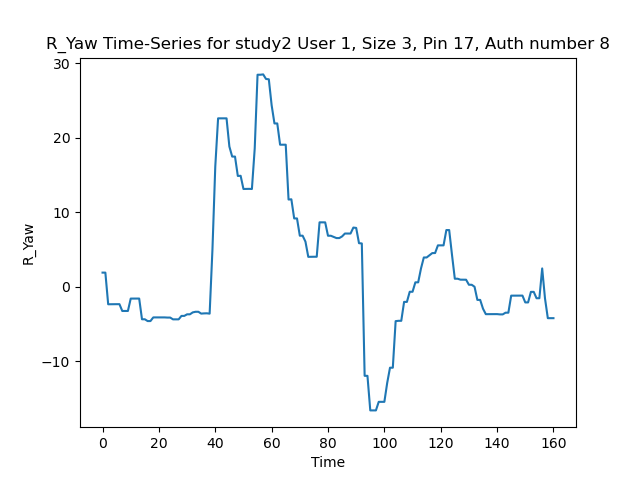 R_Yaw Time-Series for study2 User 1, Size 3, Pin 17, Auth number 8
30
20
10
0
−10
R_Yaw
0 20 40 60 80 100 120 140 160
Time